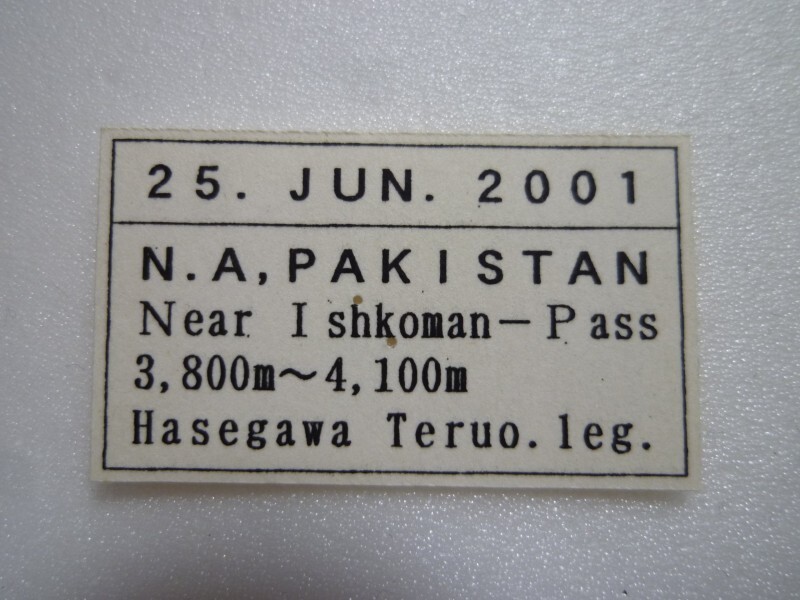 25. JUN. 2001
N.A, PAKISTAN
Near Ishkoman-Pass
3,800m～4,100m
Hasegawa Teruo. leg.